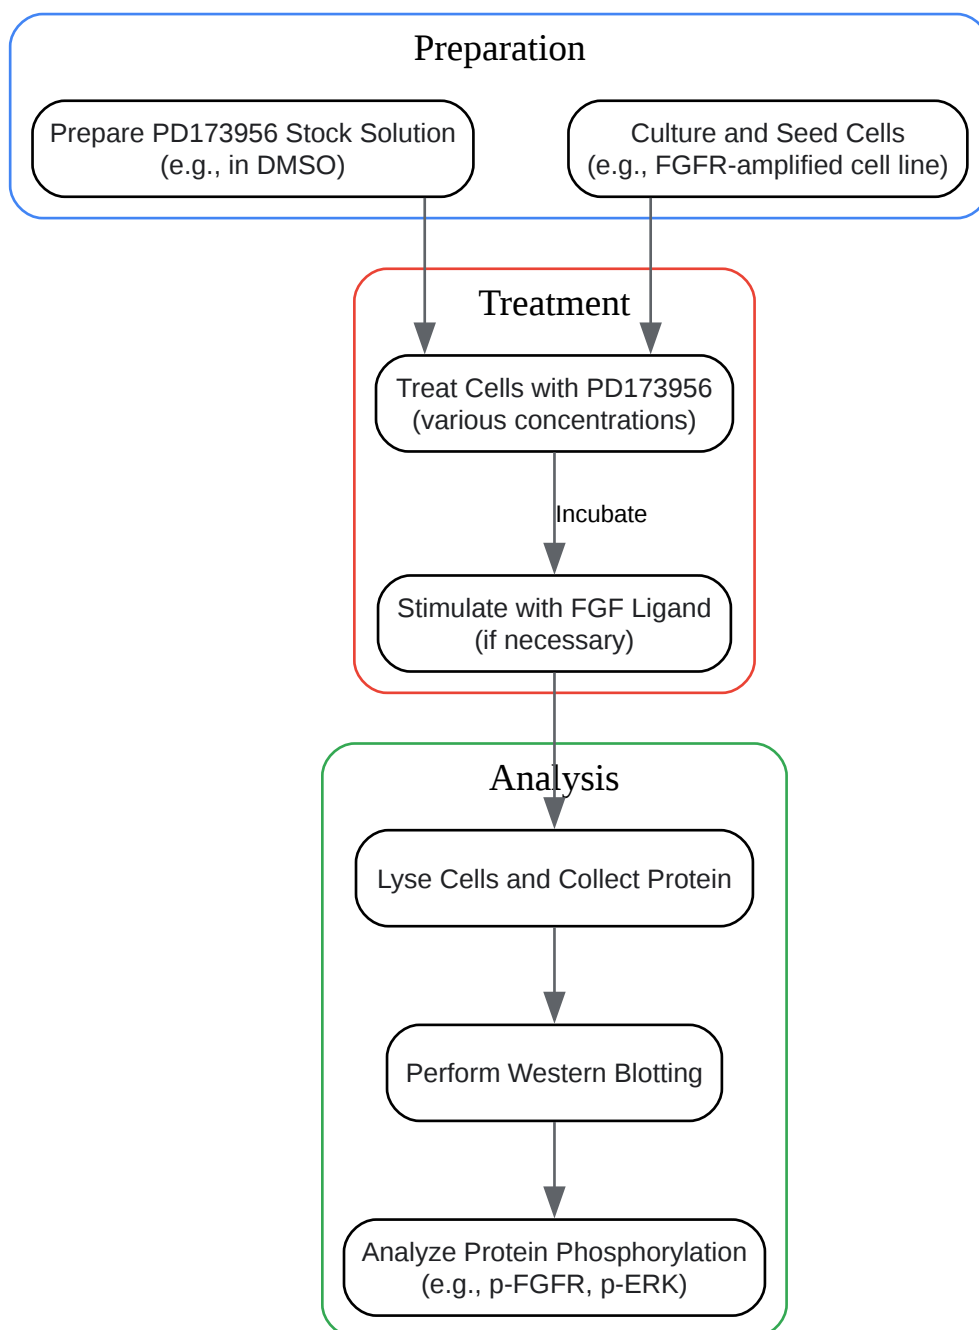 Preparation
Prepare PD173956 Stock Solution
(e.g., in DMSO)
Culture and Seed Cells
(e.g., FGFR-amplified cell line)
Treatment
Treat Cells with PD173956
(various concentrations)
Incubate
Stimulate with FGF Ligand
(if necessary)
Analysis
Lyse Cells and Collect Protein
Perform Western Blotting
Analyze Protein Phosphorylation
(e.g., p-FGFR, p-ERK)